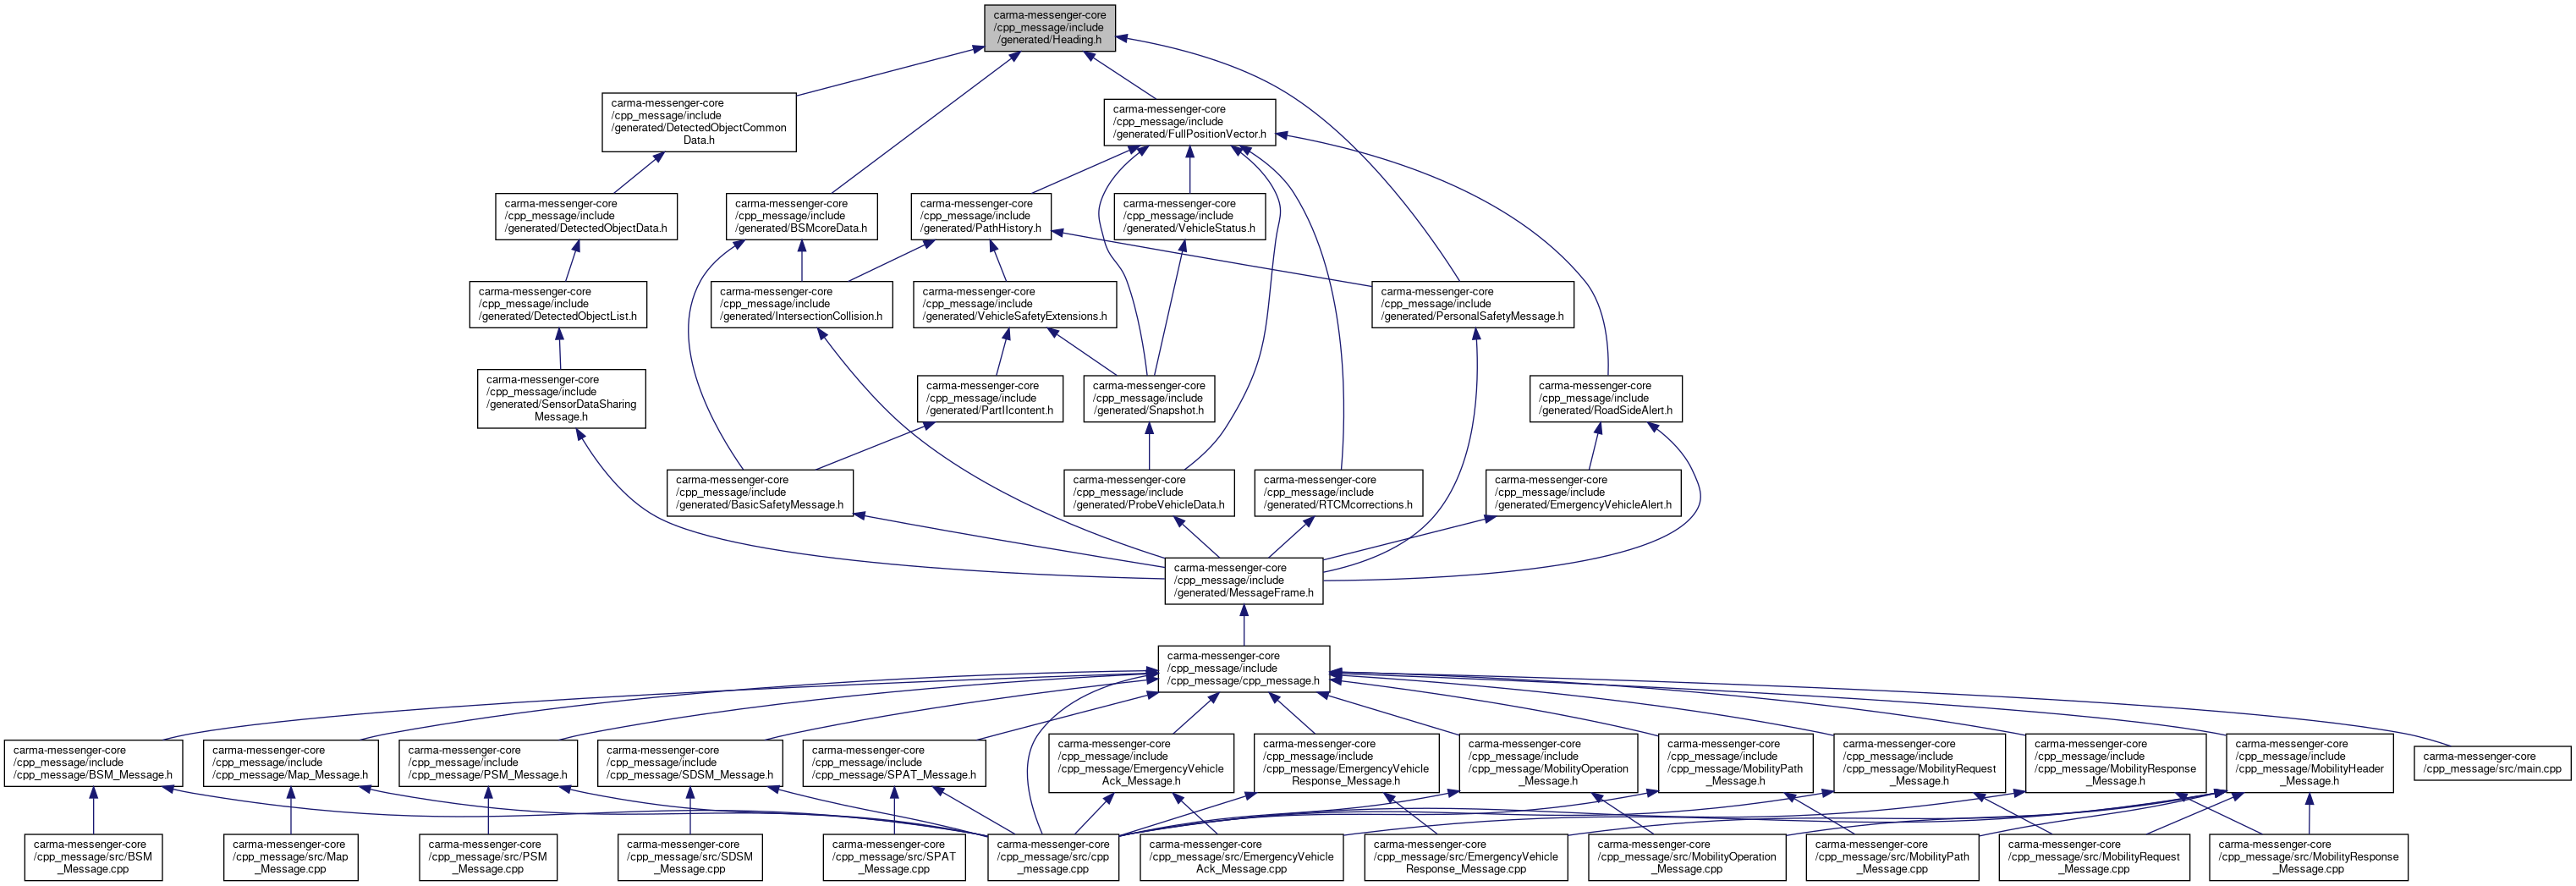 carma-messenger-core
/cpp_message/include
/generated/Heading.h
carma-messenger-core
/cpp_message/include
/generated/DetectedObjectCommon
Data.h
carma-messenger-core
/cpp_message/include
/generated/FullPositionVector.h
carma-messenger-core
/cpp_message/include
/generated/DetectedObjectData.h
carma-messenger-core
/cpp_message/include
/generated/BSMcoreData.h
carma-messenger-core
/cpp_message/include
/generated/PathHistory.h
carma-messenger-core
/cpp_message/include
/generated/VehicleStatus.h
carma-messenger-core
/cpp_message/include
/generated/DetectedObjectList.h
carma-messenger-core
/cpp_message/include
/generated/IntersectionCollision.h
carma-messenger-core
/cpp_message/include
/generated/VehicleSafetyExtensions.h
carma-messenger-core
/cpp_message/include
/generated/PersonalSafetyMessage.h
carma-messenger-core
/cpp_message/include
/generated/SensorDataSharing
Message.h
carma-messenger-core
/cpp_message/include
/generated/PartIIcontent.h
carma-messenger-core
/cpp_message/include
/generated/Snapshot.h
carma-messenger-core
/cpp_message/include
/generated/RoadSideAlert.h
carma-messenger-core
/cpp_message/include
/generated/BasicSafetyMessage.h
carma-messenger-core
/cpp_message/include
/generated/ProbeVehicleData.h
carma-messenger-core
/cpp_message/include
/generated/RTCMcorrections.h
carma-messenger-core
/cpp_message/include
/generated/EmergencyVehicleAlert.h
carma-messenger-core
/cpp_message/include
/generated/MessageFrame.h
carma-messenger-core
/cpp_message/include
/cpp_message/cpp_message.h
carma-messenger-core
/cpp_message/include
/cpp_message/BSM_Message.h
carma-messenger-core
/cpp_message/include
/cpp_message/Map_Message.h
carma-messenger-core
/cpp_message/include
/cpp_message/PSM_Message.h
carma-messenger-core
/cpp_message/include
/cpp_message/SDSM_Message.h
carma-messenger-core
/cpp_message/include
/cpp_message/SPAT_Message.h
carma-messenger-core
/cpp_message/include
/cpp_message/EmergencyVehicle
Ack_Message.h
carma-messenger-core
/cpp_message/include
/cpp_message/EmergencyVehicle
Response_Message.h
carma-messenger-core
/cpp_message/include
/cpp_message/MobilityOperation
_Message.h
carma-messenger-core
/cpp_message/include
/cpp_message/MobilityPath
_Message.h
carma-messenger-core
/cpp_message/include
/cpp_message/MobilityRequest
_Message.h
carma-messenger-core
/cpp_message/include
/cpp_message/MobilityResponse
_Message.h
carma-messenger-core
/cpp_message/include
/cpp_message/MobilityHeader
_Message.h
carma-messenger-core
/cpp_message/src/main.cpp
carma-messenger-core
/cpp_message/src/BSM
_Message.cpp
carma-messenger-core
/cpp_message/src/Map
_Message.cpp
carma-messenger-core
/cpp_message/src/PSM
_Message.cpp
carma-messenger-core
/cpp_message/src/SDSM
_Message.cpp
carma-messenger-core
/cpp_message/src/SPAT
_Message.cpp
carma-messenger-core
/cpp_message/src/cpp
_message.cpp
carma-messenger-core
/cpp_message/src/EmergencyVehicle
Ack_Message.cpp
carma-messenger-core
/cpp_message/src/EmergencyVehicle
Response_Message.cpp
carma-messenger-core
/cpp_message/src/MobilityOperation
_Message.cpp
carma-messenger-core
/cpp_message/src/MobilityPath
_Message.cpp
carma-messenger-core
/cpp_message/src/MobilityRequest
_Message.cpp
carma-messenger-core
/cpp_message/src/MobilityResponse
_Message.cpp